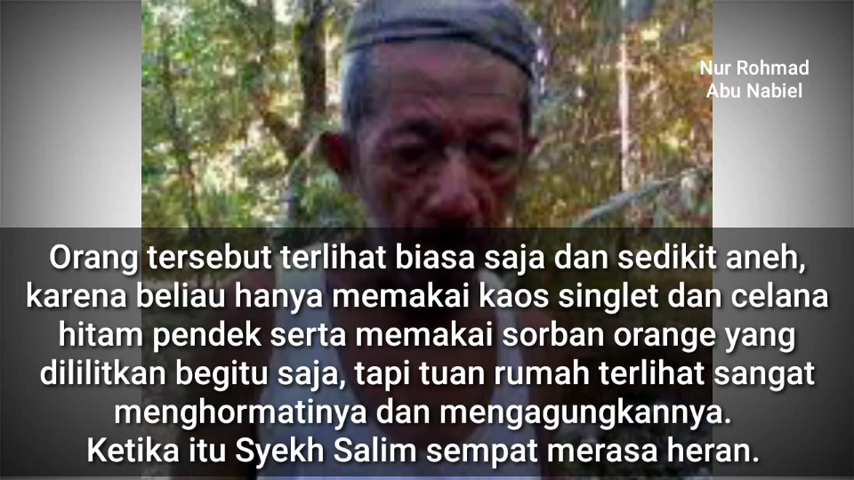 Nur Rohmad
Abu Nabiel
Orang tersebut terlihat biasa saja dan sedikit aneh,
karena beliau hanya memakai kaos singlet dan celana
hitam pendek serta memakai sorban orange yang
dililitkan begitu saja, tapi tuan rumah terlihat sangat
menghormatinya dan mengagungkannya.
Ketika itu Syekh Salim sempat merasa heran.